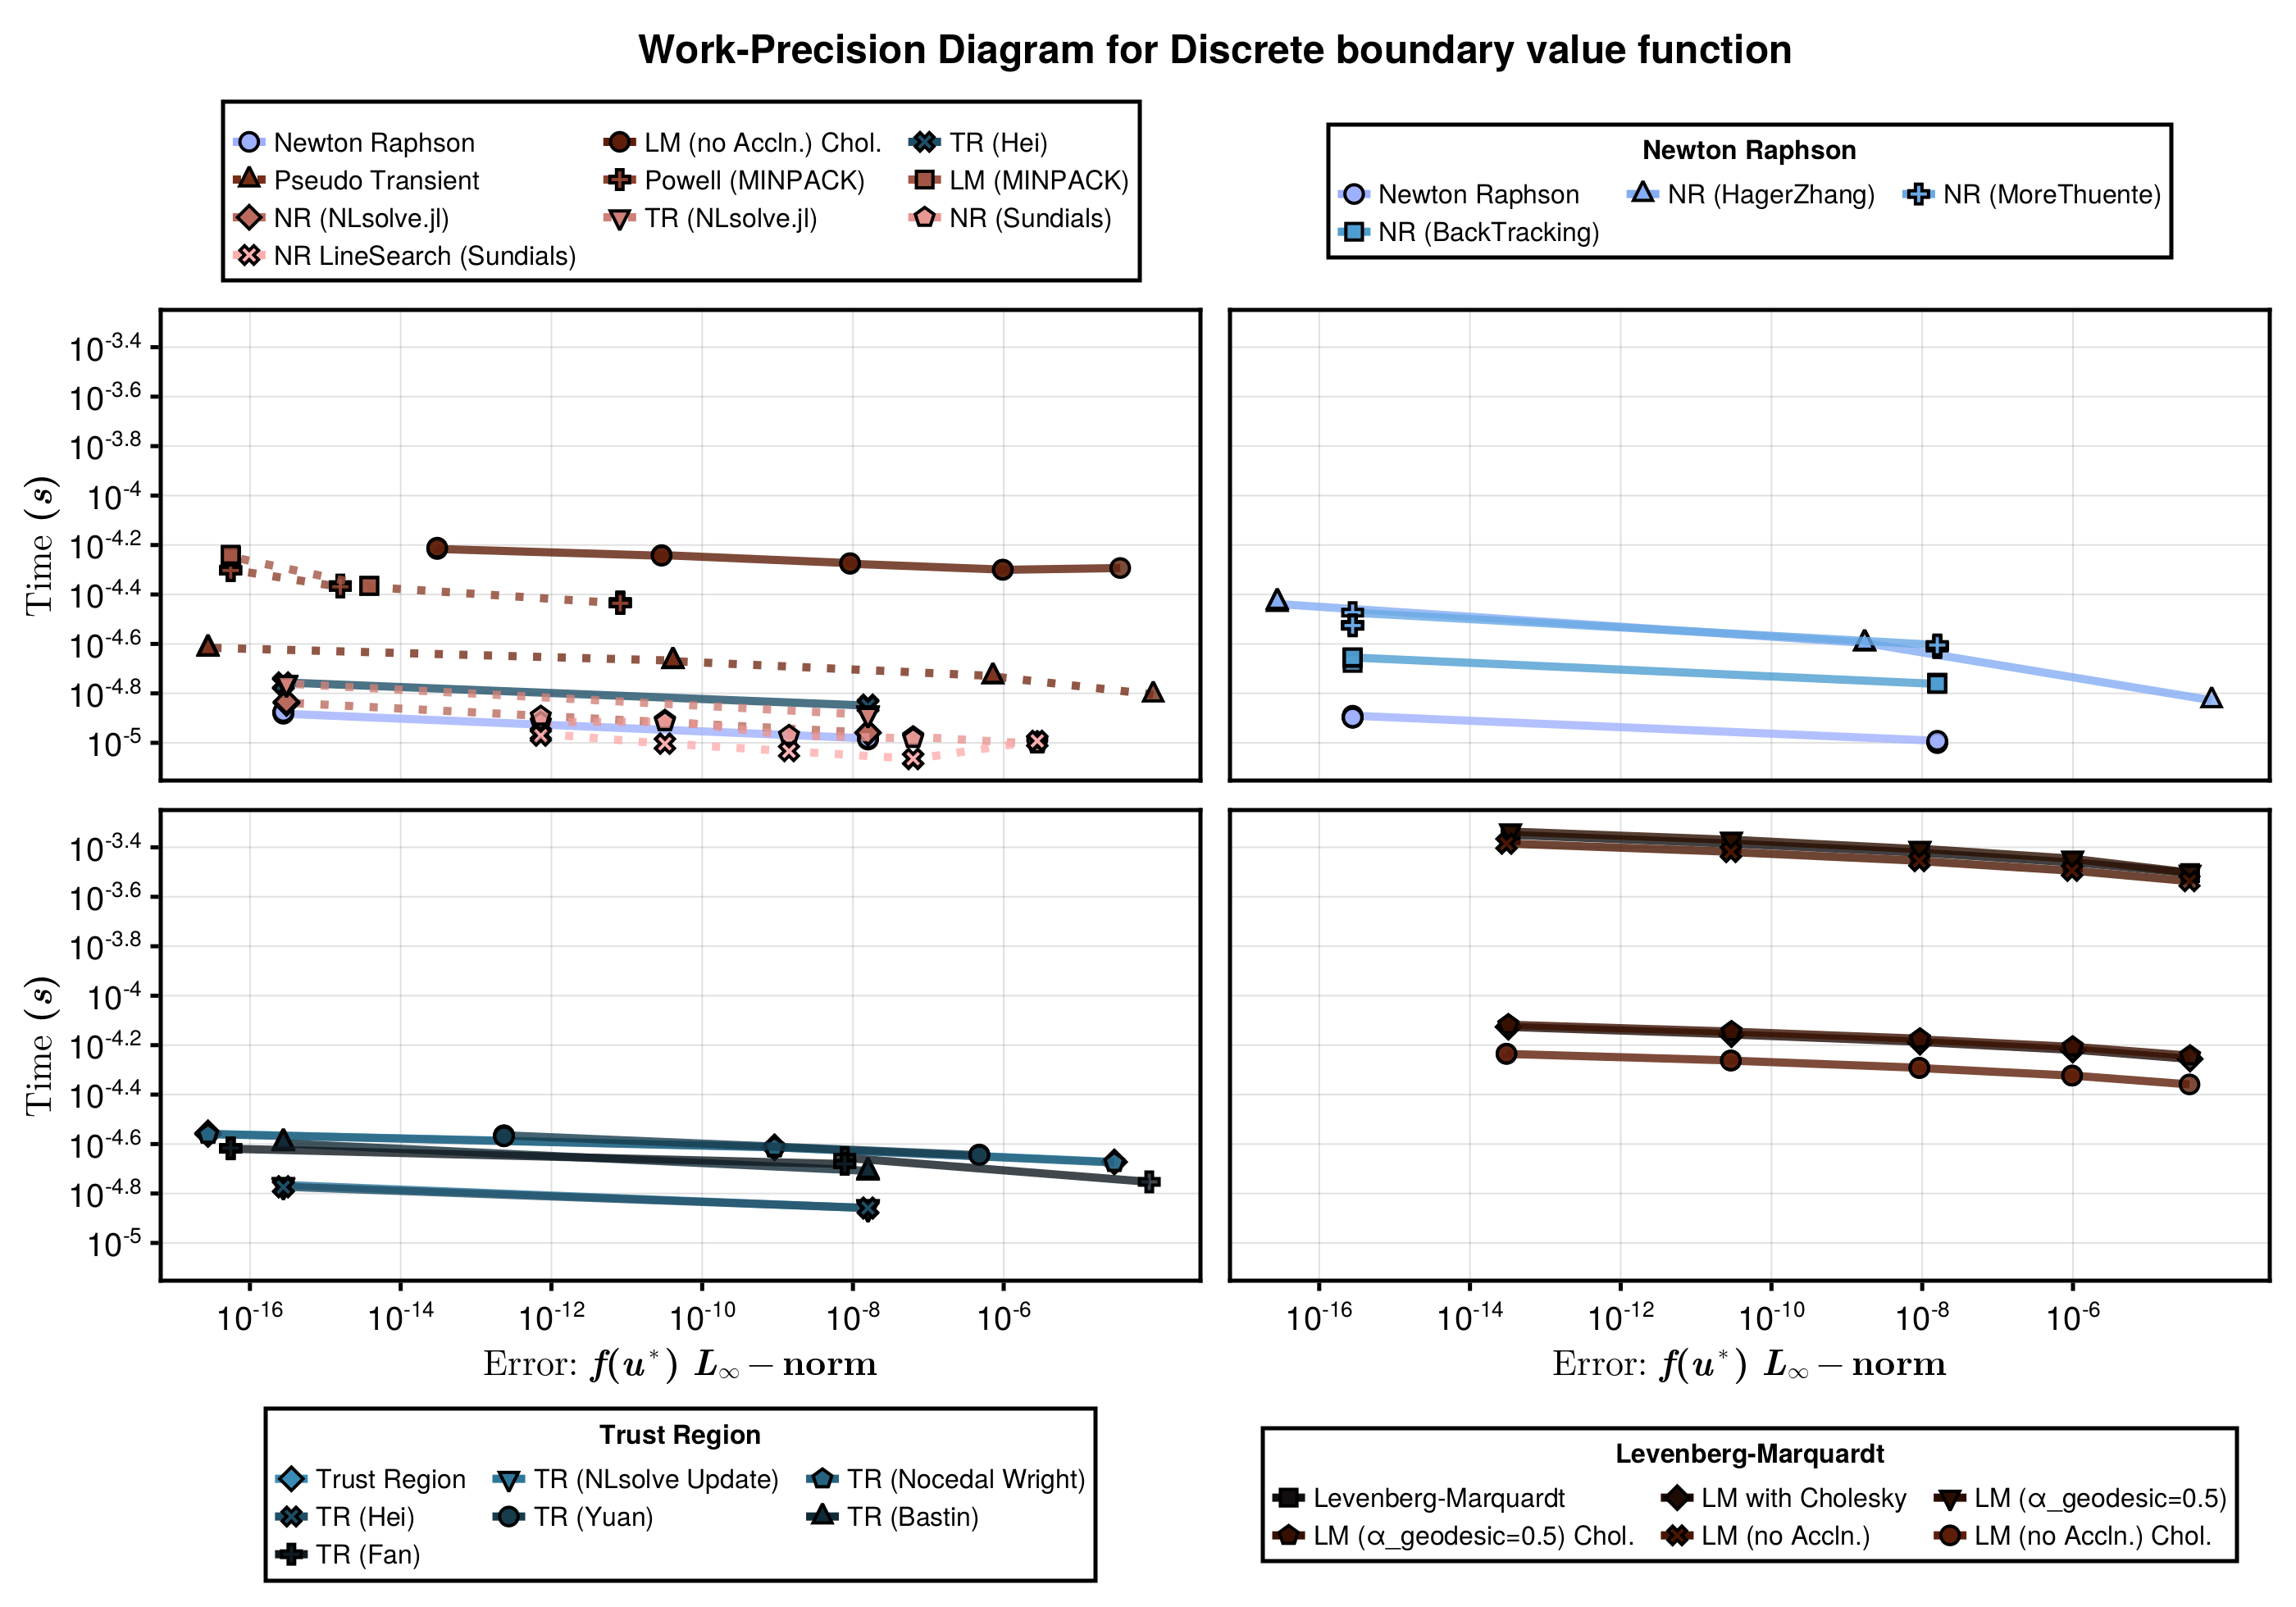 Work-Precision Diagram for Discrete boundary value function
Newton Raphson LM (no Accln.) Chol. TR (Hei)
Pseudo Transient Powell (MINPACK) LM (MINPACK)
NR (NLsolve.jl) TR (NLsolve.jl) NR (Sundials)
NR LineSearch (Sundials)
Newton Raphson
Newton Raphson NR (HagerZhang) NR (MoreThuente)
NR (BackTracking)
Time (s)
10^-3.4
10^-3.6
10^-3.8
10^-4
10^-4.2
10^-4.4
10^-4.6
10^-4.8
10^-5
Time (s)
10^-3.4
10^-3.6
10^-3.8
10^-4
10^-4.2
10^-4.4
10^-4.6
10^-4.8
10^-5
10^-16 10^-14 10^-12 10^-10 10^-8 10^-6
10^-16 10^-14 10^-12 10^-10 10^-8 10^-6
Error: f(u*) L∞ − norm
Error: f(u*) L∞ − norm
Trust Region
Trust Region TR (NLsolve Update) TR (Nocedal Wright)
TR (Hei) TR (Yuan) TR (Bastin)
TR (Fan)
Levenberg-Marquardt
Levenberg-Marquardt LM with Cholesky LM (α_geodesic=0.5)
LM (α_geodesic=0.5) Chol. LM (no Accln.) LM (no Accln.) Chol.